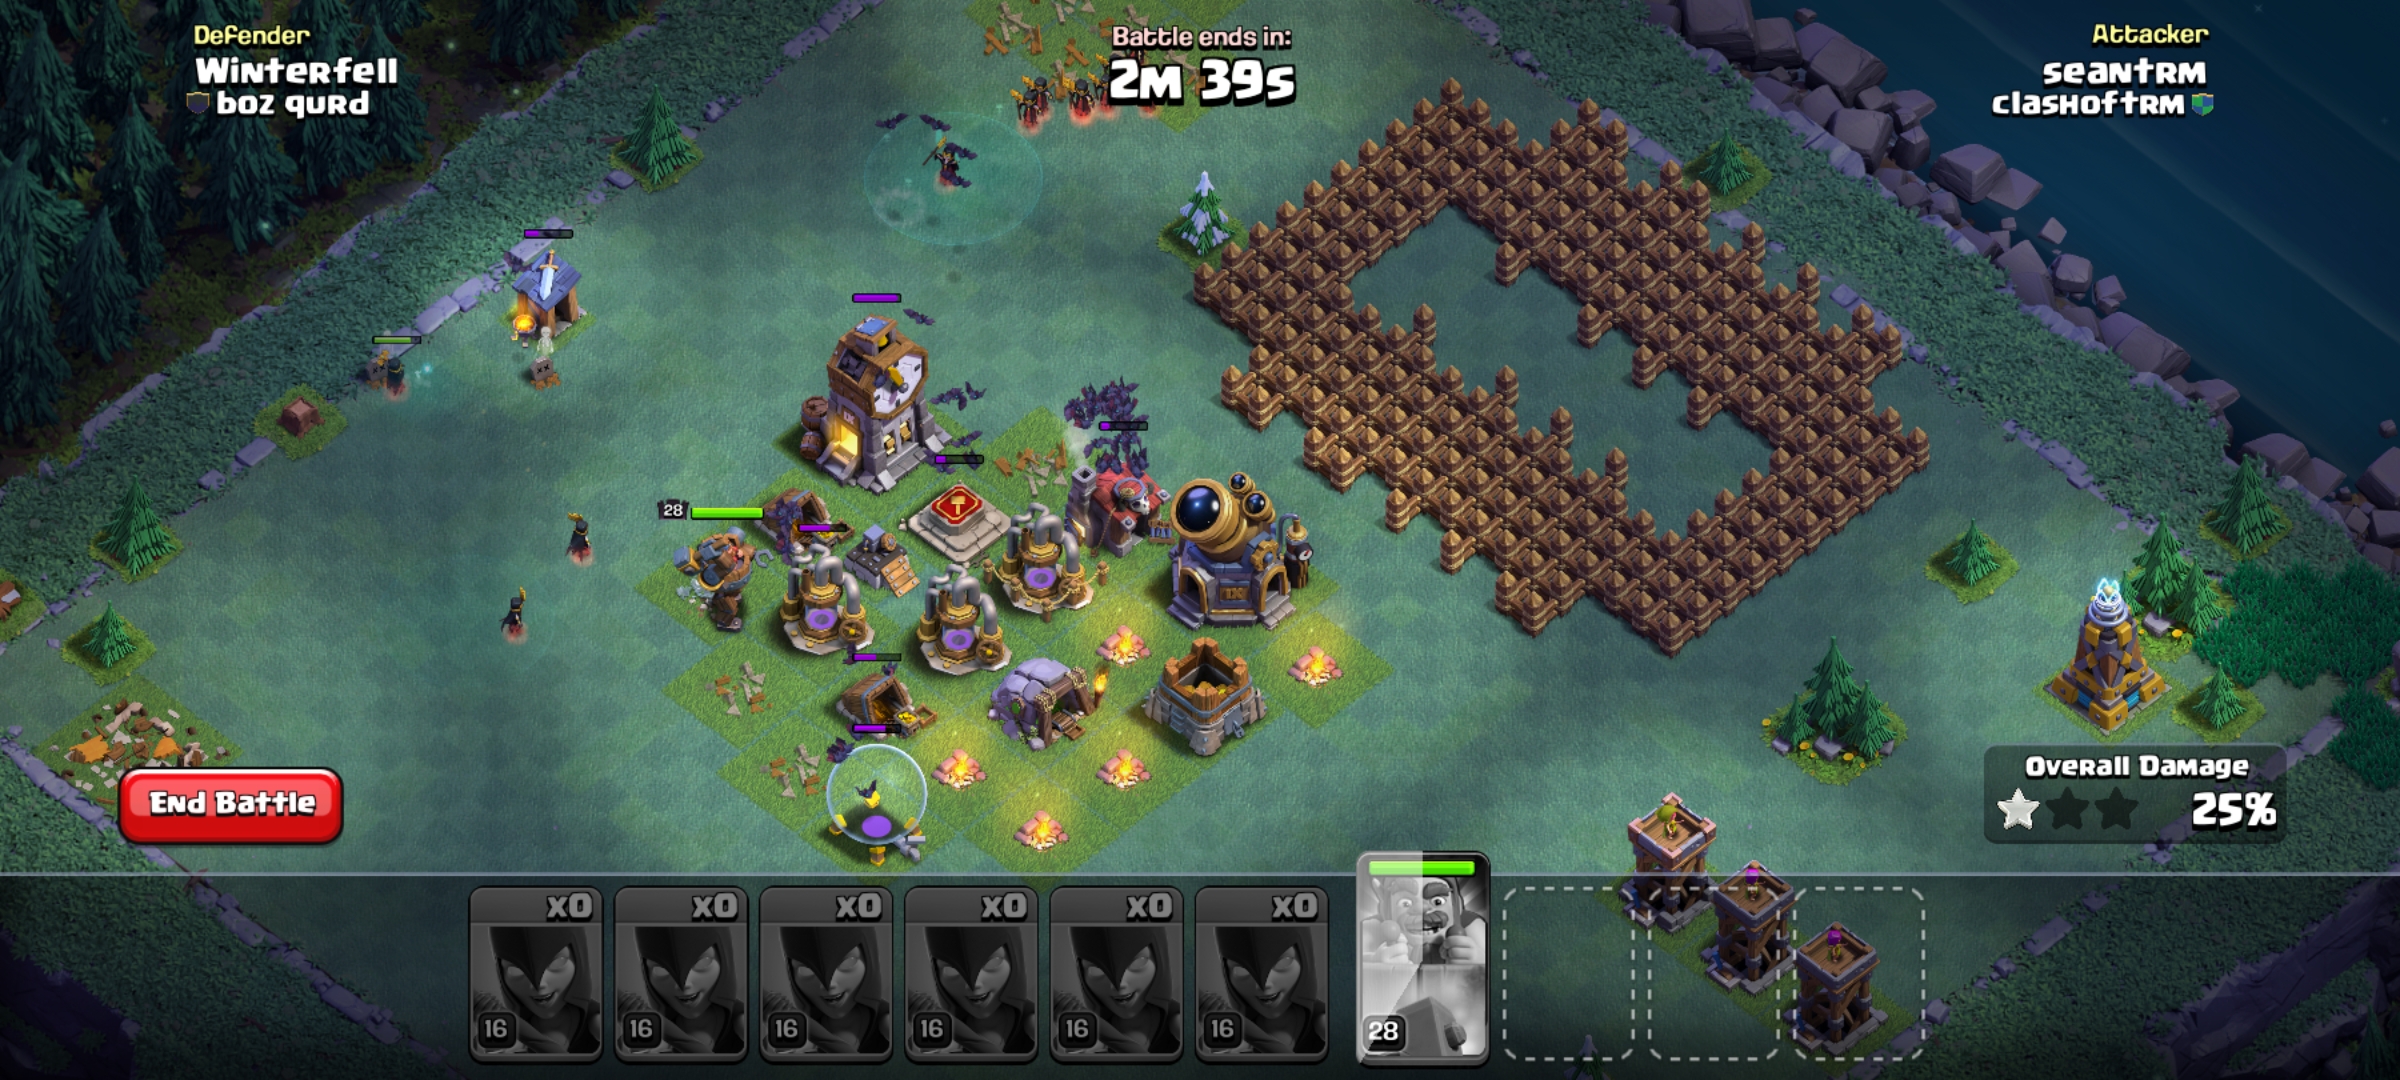 Defender
Winterfell
boz qurd
Battle ends in:
2m 39s
Attacker
seantrm
clashoftrm
28
End Battle
Overall Damage
25%
x0
x0
x0
x0
x0
x0
16
16
16
16
16
16
28